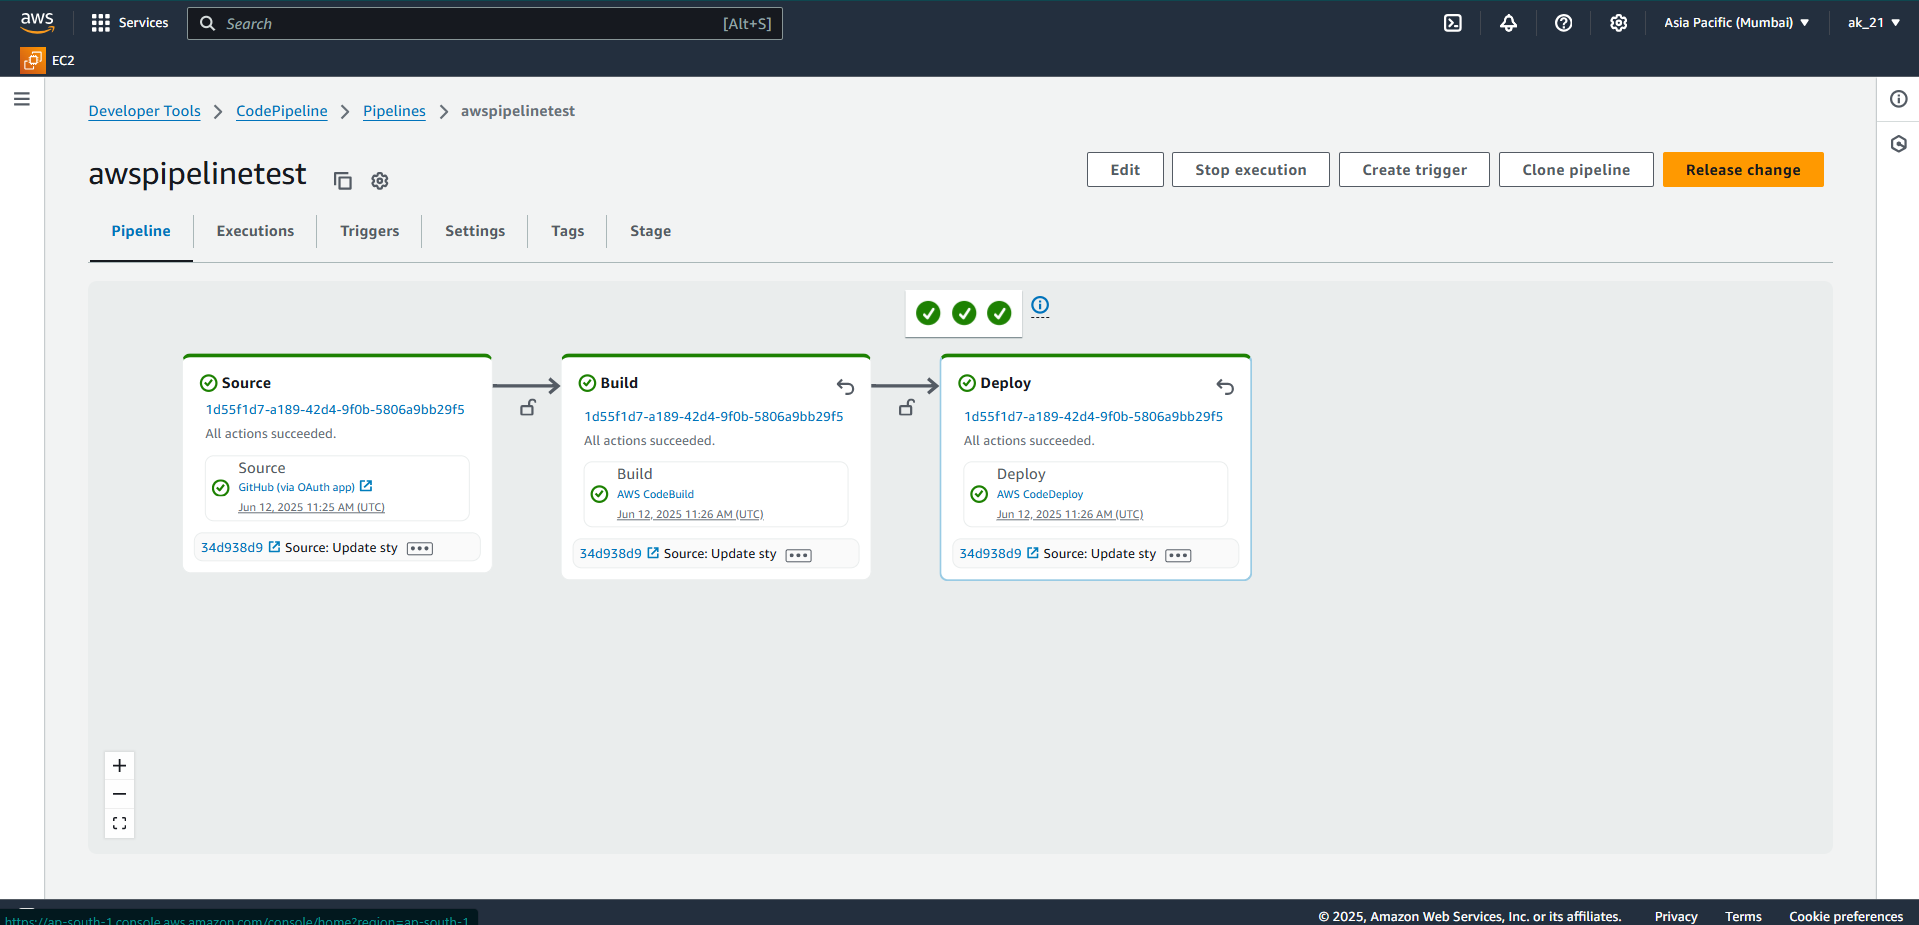 aws
Services
Search
[Alt+S]
Asia Pacific (Mumbai)
ak_21
EC2
Developer Tools
CodePipeline
Pipelines
awspipelinetest
awspipelinetest
Edit
Stop execution
Create trigger
Clone pipeline
Release change
Pipeline
Executions
Triggers
Settings
Tags
Stage
Source
1d55f1d7-a189-42d4-9f0b-5806a9bb29f5
All actions succeeded.
Source
GitHub (via OAuth app)
Jun 12, 2025 11:25 AM (UTC)
34d938d9 Source: Update sty
Build
1d55f1d7-a189-42d4-9f0b-5806a9bb29f5
All actions succeeded.
Build
AWS CodeBuild
Jun 12, 2025 11:26 AM (UTC)
34d938d9 Source: Update sty
Deploy
1d55f1d7-a189-42d4-9f0b-5806a9bb29f5
All actions succeeded.
Deploy
AWS CodeDeploy
Jun 12, 2025 11:26 AM (UTC)
34d938d9 Source: Update sty
https://ap-south-1.console.aws.amazon.com/console/home?region=ap-south-1
© 2025, Amazon Web Services, Inc. or its affiliates.
Privacy
Terms
Cookie preferences